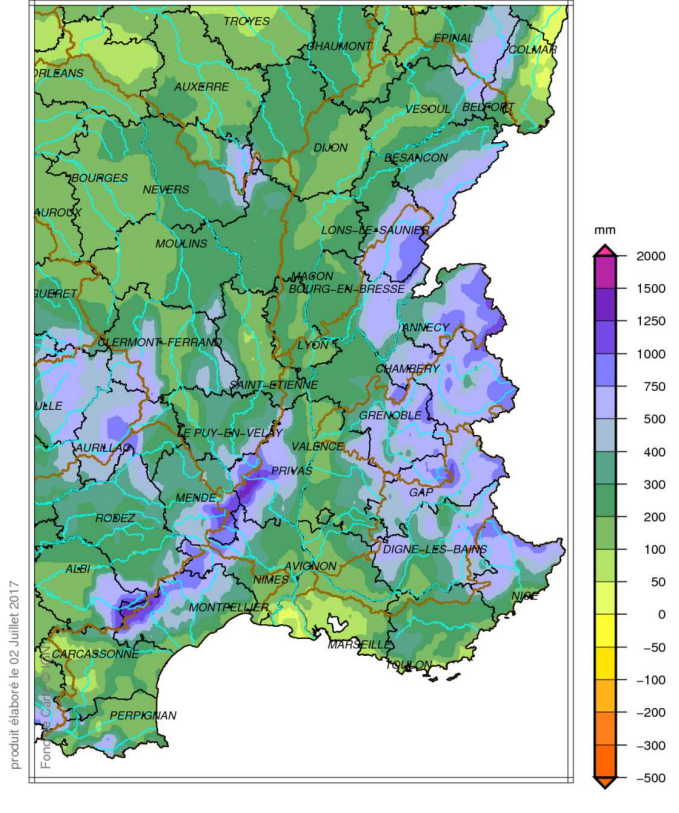 TROYES
EPINAL
CHAUMONT
COLMAR
ORLEANS
AUXERRE
VESOUL
BELFORT
DIJON
BESANCON
BOURGES
NEVERS
AUROUX
LONS-LE-SAUNIER
MOULINS
mm
2000
1500
1250
1000
750
500
400
300
200
100
50
0
-50
-100
-200
-300
-500
MACON
BOURG-EN-BRESSE
GUERET
ANNECY
CLERMONT-FERRAND
LYON
CHAMBERY
SAINT-ETIENNE
ULLE
GRENOBLE
LE PUY-EN-VELAY
AURILLAC
VALENCE
PRIVAS
MENDE
GAP
RODEZ
DIGNE-LES-BAINS
ALBI
AVIGNON
NIMES
NICE
MONTPELLIER
MARSEILLE
CARCASSONNE
TOULON
PERPIGNAN
produit élaboré le 02 Juillet 2017